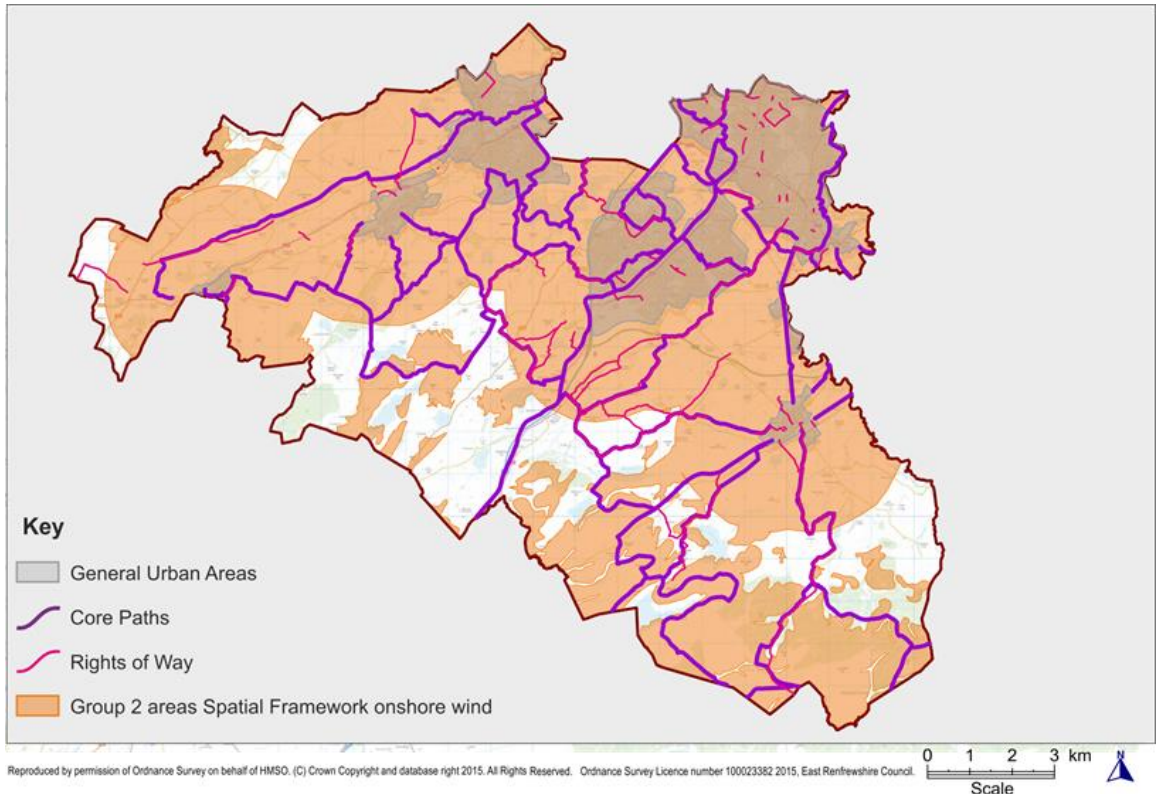 Key
General Urban Areas
Core Paths
Rights of Way
Group 2 areas Spatial Framework onshore wind
Reproduced by permission of Ordnance Survey on behalf of HMSO. (C) Crown Copyright and database right 2015. All Rights Reserved. Ordnance Survey Licence number 100023382 2015, East Renfrewshire Council.
0 1 2 3 km
Scale
N